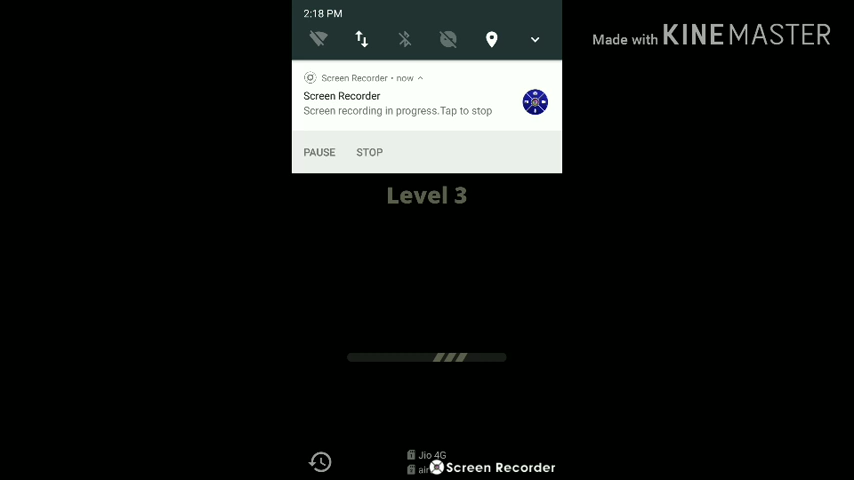 2:18 PM
Made with KINEMASTER
Screen Recorder • now
Screen Recorder
Screen recording in progress.Tap to stop
PAUSE STOP
Level 3
Jio 4G
Screen Recorder